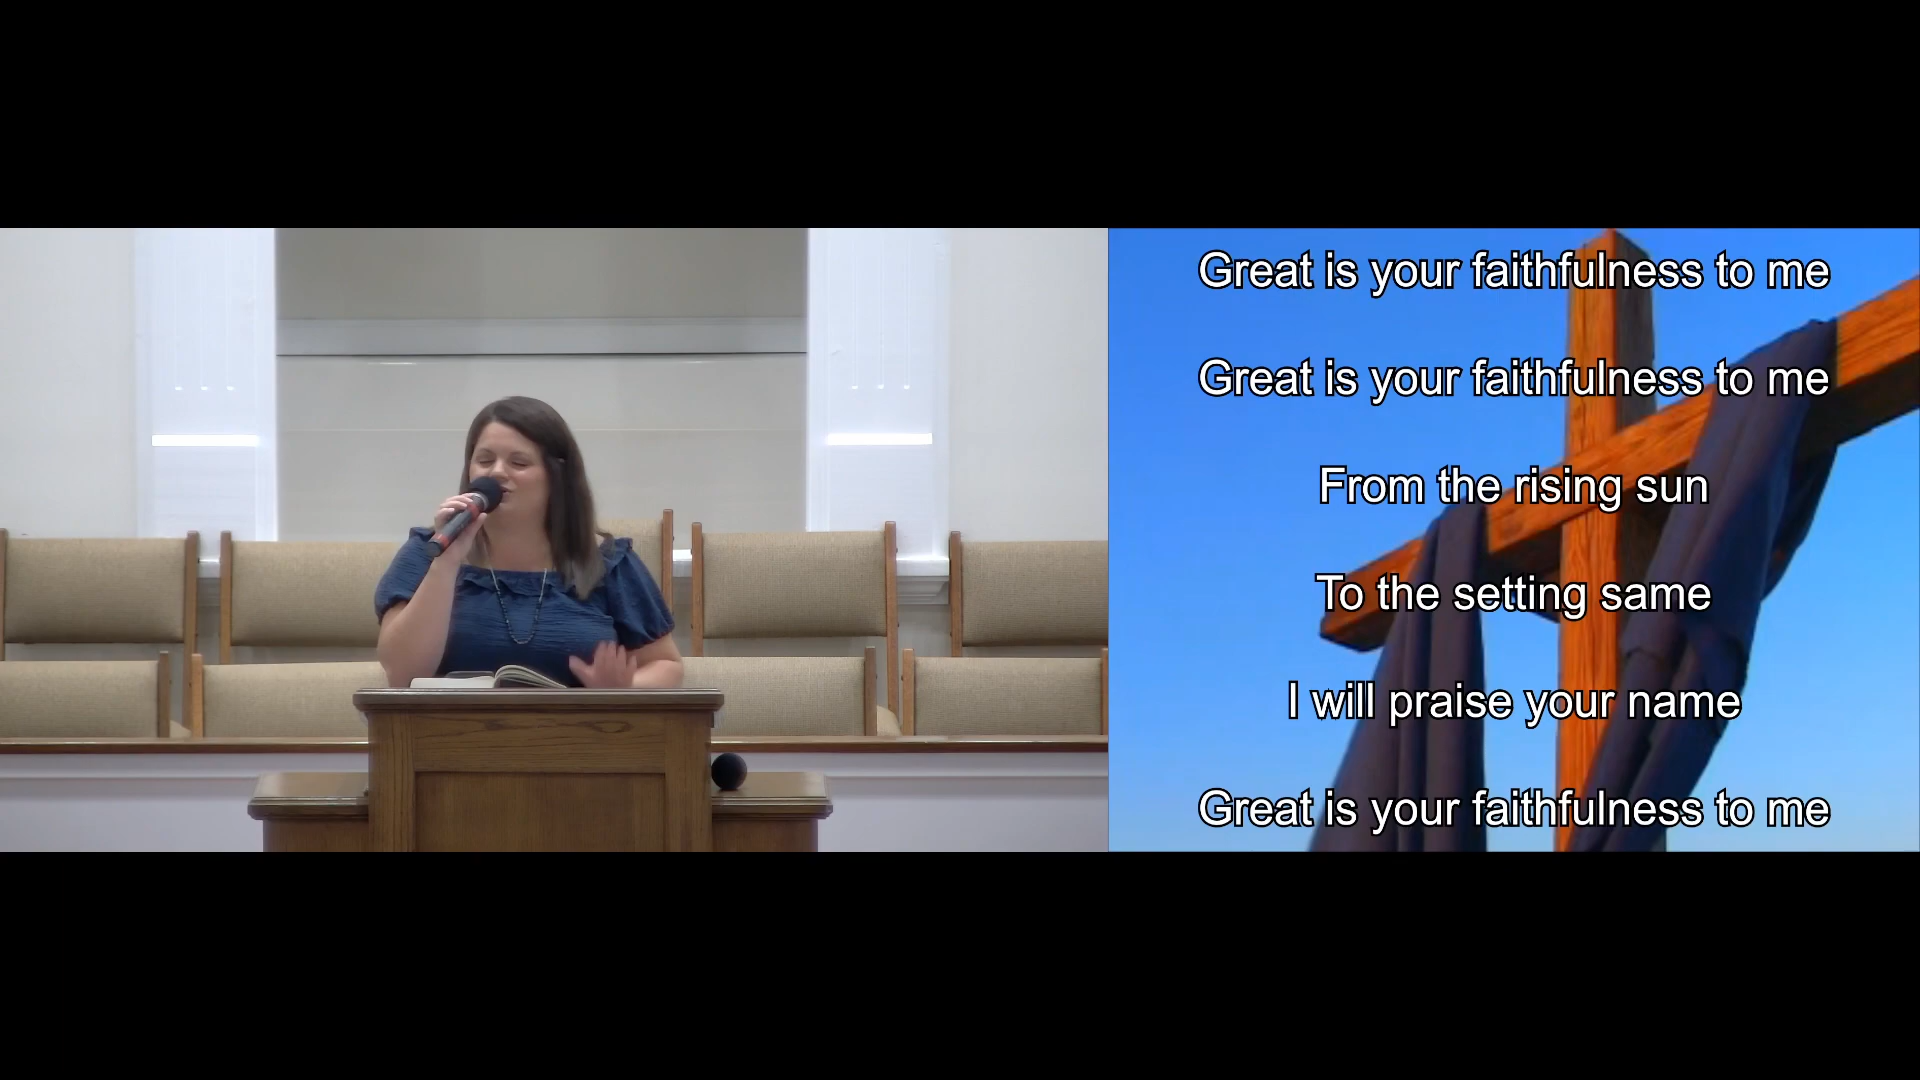 Great is your faithfulness to me
Great is your faithfulness to me
From the rising sun
To the setting same
I will praise your name
Great is your faithfulness to me